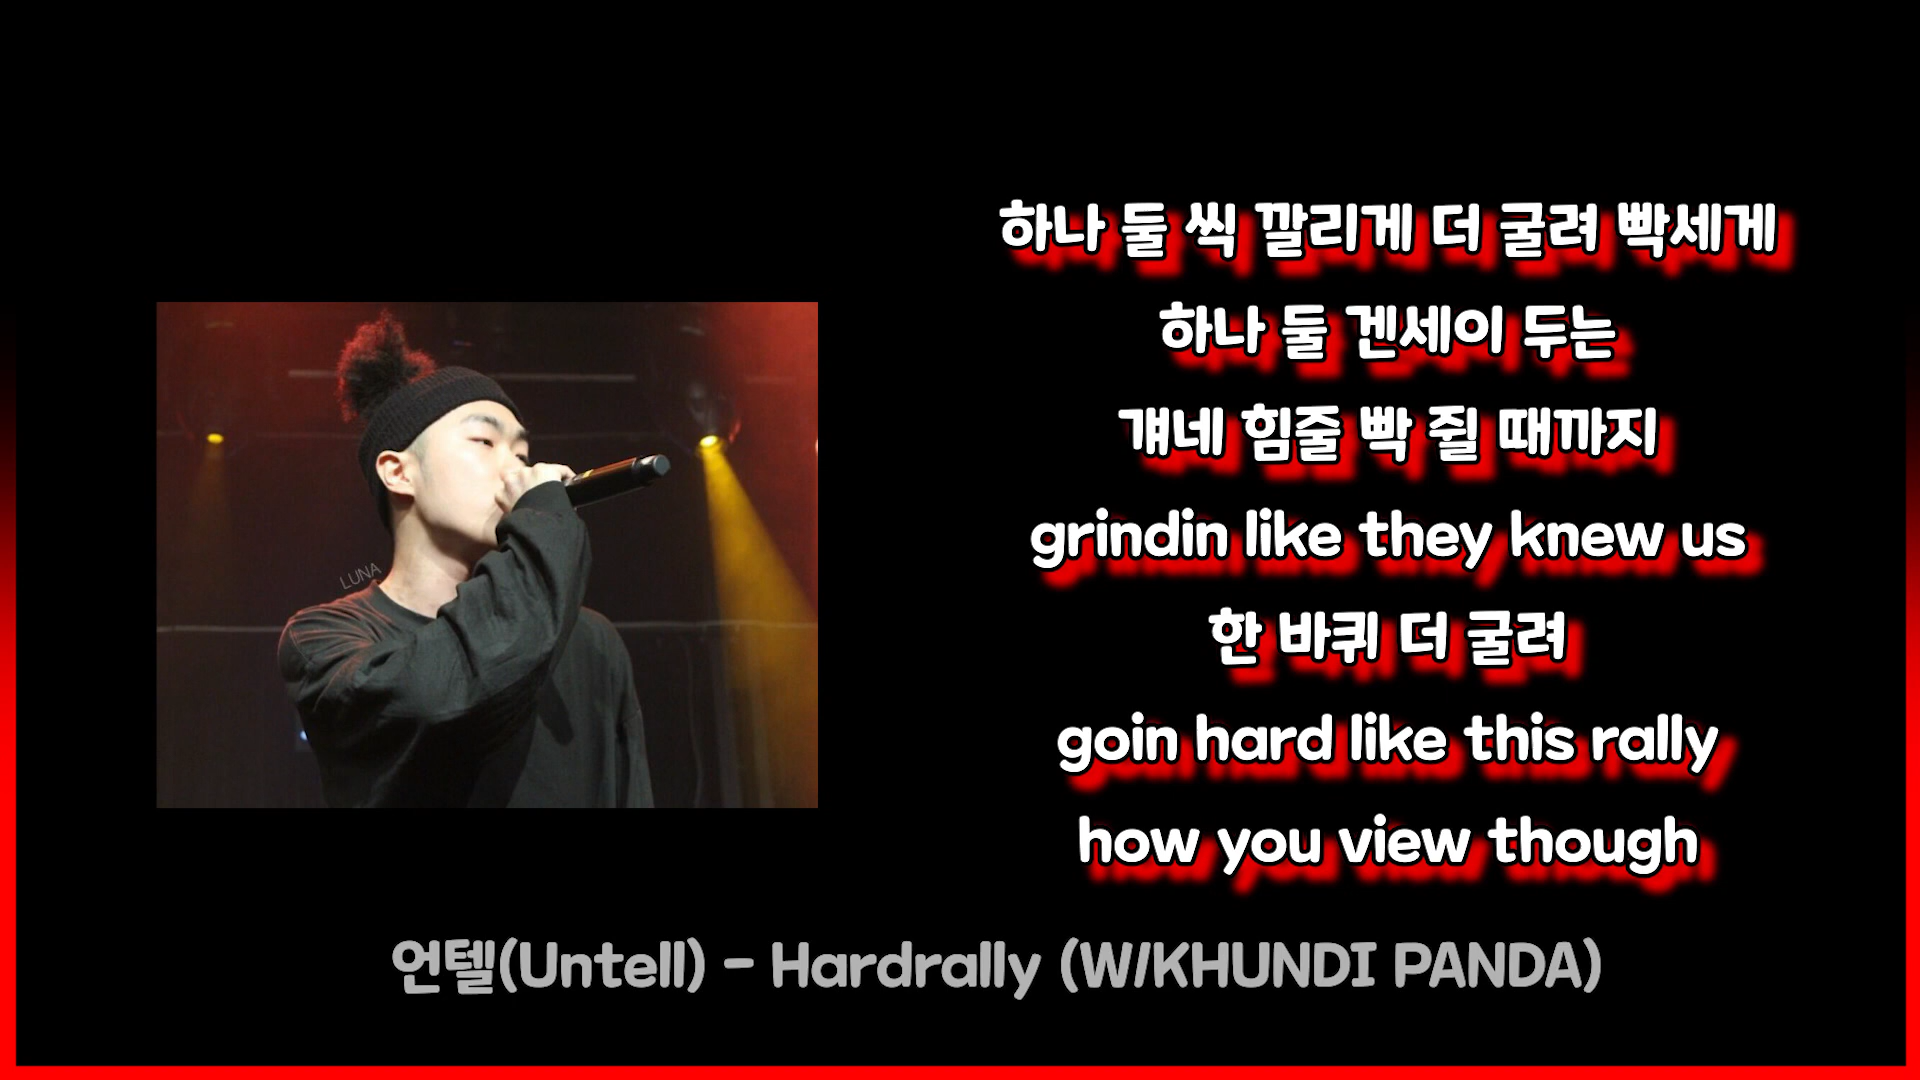 하나 둘 씩 깔리게 더 굴려 빡세게
하나 둘 겐세이 두는
걔네 힘줄 빡 쥘 때까지
grindin like they knew us
한 바퀴 더 굴려
goin hard like this rally
how you view though
LUNA
언텔(Untell) - Hardrally (W/KHUNDI PANDA)